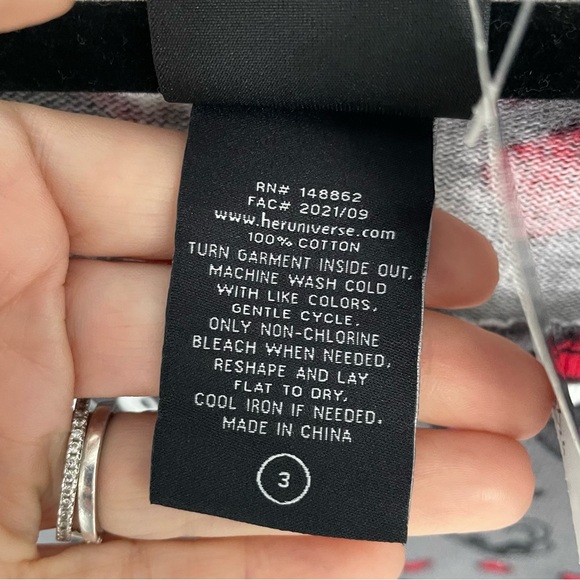 RN# 148862
FAC# 2021/09
www.heruniverse.com
100% COTTON
TURN GARMENT INSIDE OUT,
MACHINE WASH COLD
WITH LIKE COLORS,
GENTLE CYCLE.
ONLY NON-CHLORINE
BLEACH WHEN NEEDED,
RESHAPE AND LAY
FLAT TO DRY,
COOL IRON IF NEEDED.
MADE IN CHINA
3